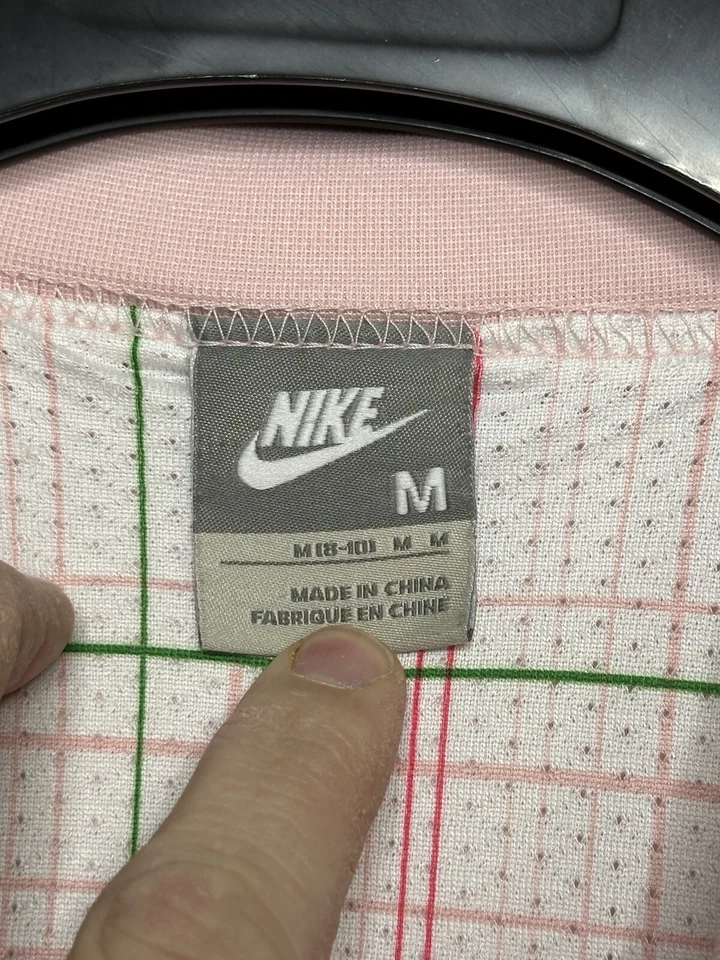 NIKE
M
M (8-10) M M
MADE IN CHINA
FABRIQUE EN CHINE